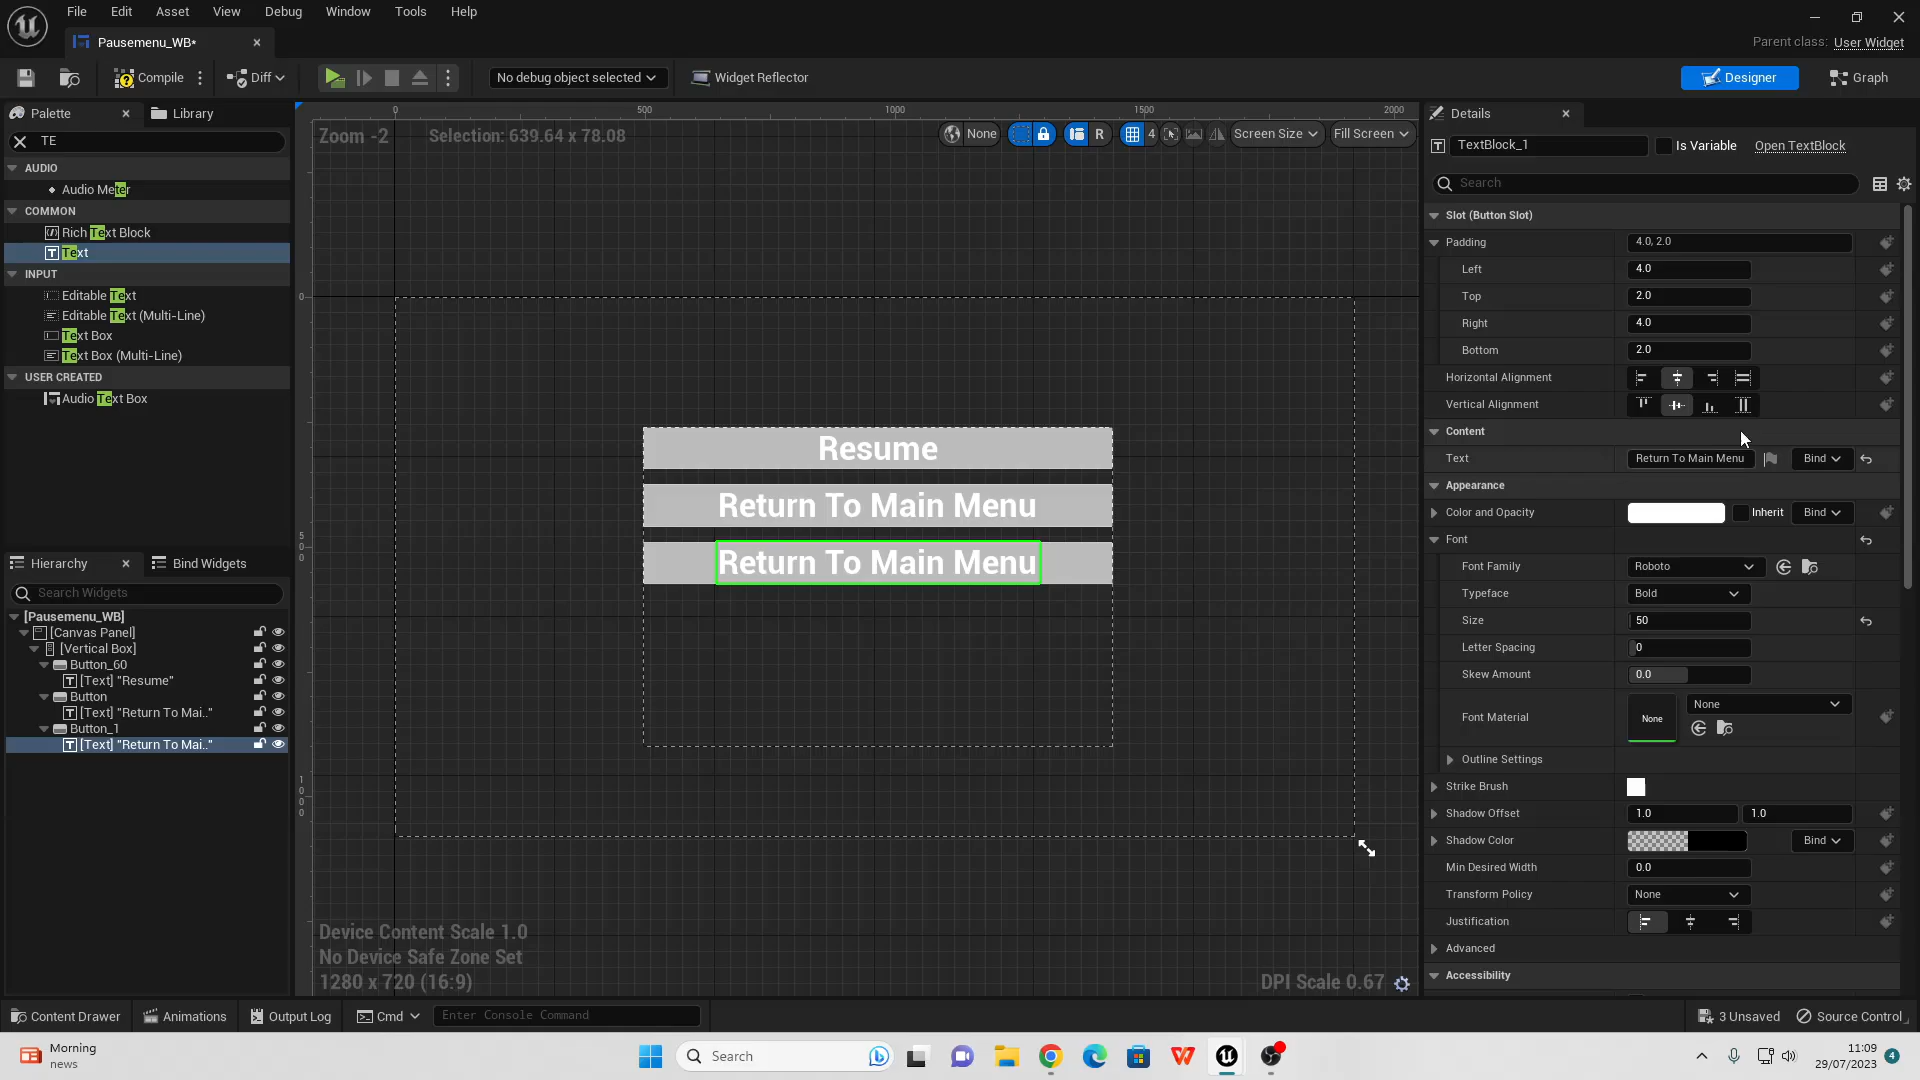 File Edit Asset View Debug Window Tools Help
Pausemenu_WB*
Parent class: User Widget
Compile Diff No debug object selected Widget Reflector Designer Graph
Palette Library
TE
AUDIO
Audio Meter
COMMON
Rich Text Block
Text
INPUT
Editable Text
Editable Text (Multi-Line)
Text Box
Text Box (Multi-Line)
USER CREATED
Audio Text Box
Hierarchy Bind Widgets
Search Widgets
[Pausemenu_WB]
[Canvas Panel]
[Vertical Box]
Button_60
[Text] "Resume"
Button
[Text] "Return To Mai.."
Button_1
[Text] "Return To Mai.."
0 500 1000 1500 2000
Zoom -2 Selection: 639.64 x 78.08
None R 4 Screen Size Fill Screen
0
5
0
0
1
0
0
0
Resume
Return To Main Menu
Return To Main Menu
Device Content Scale 1.0
No Device Safe Zone Set
1280 x 720 (16:9)
DPI Scale 0.67
Details
TextBlock_1 Is Variable Open TextBlock
Search
Slot (Button Slot)
Padding 4.0, 2.0
Left 4.0
Top 2.0
Right 4.0
Bottom 2.0
Horizontal Alignment
Vertical Alignment
Content
Text Return To Main Menu Bind
Appearance
Color and Opacity Inherit Bind
Font
Font Family Roboto
Typeface Bold
Size 50
Letter Spacing 0
Skew Amount 0.0
Font Material None None
Outline Settings
Strike Brush
Shadow Offset 1.0 1.0
Shadow Color Bind
Min Desired Width 0.0
Transform Policy None
Justification
Advanced
Accessibility
Content Drawer Animations Output Log Cmd Enter Console Command 3 Unsaved Source Control
Morning
news
Search
11:09
29/07/2023
4